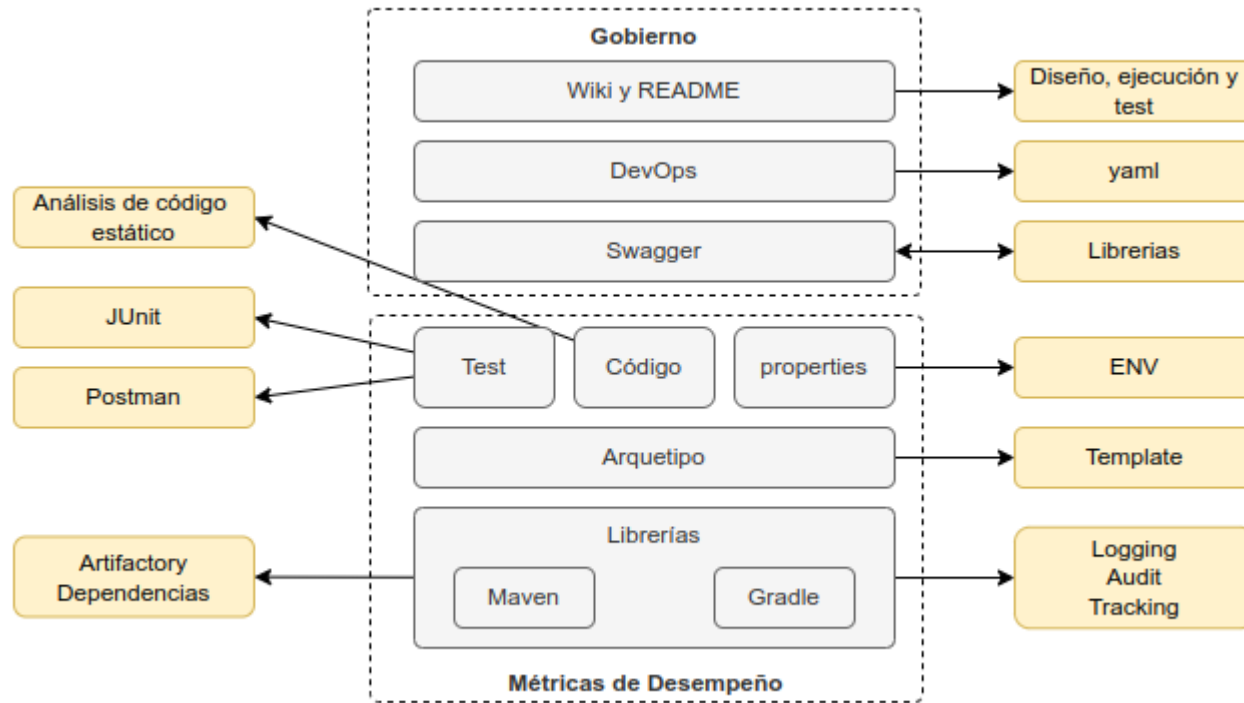 Gobierno
Wiki y README
Diseño, ejecución y
test
DevOps
yaml
Análisis de código
estático
Swagger
Librerias
JUnit
Test
Código
properties
ENV
Postman
Arquetipo
Template
Librerías
Artifactory
Dependencias
Maven
Gradle
Logging
Audit
Tracking
Métricas de Desempeño